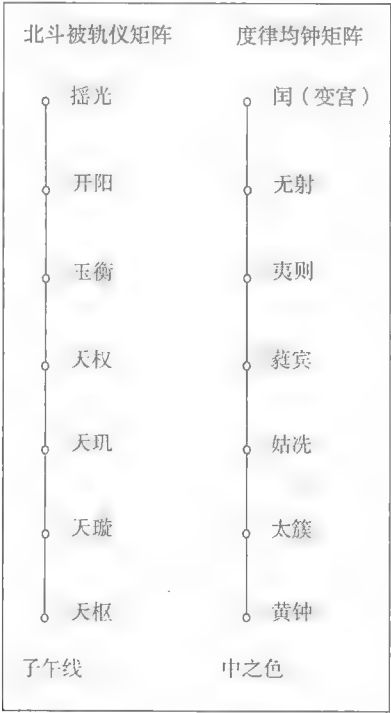 北斗被轨仪矩阵 度律均钟矩阵
摇光 闰（变宫）
开阳 无射
玉衡 夷则
天权 蕤宾
天玑 姑洗
天璇 太簇
天枢 黄钟
子午线 中之色